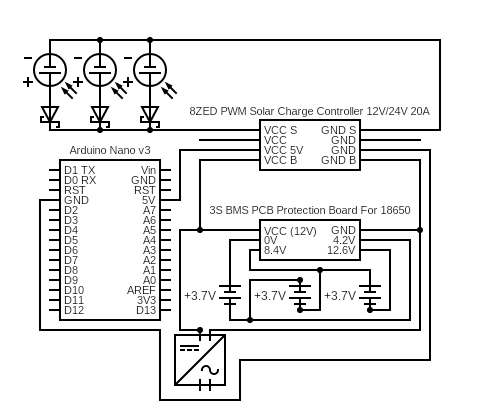 8ZED PWM Solar Charge Controller 12V/24V 20A
VCC S GND S
VCC GND
VCC 5V GND
VCC B GND B
Arduino Nano v3
D1 TX Vin
D0 RX GND
RST RST
GND 5V
D2 A7
D3 A6
D4 A5
D5 A4
D6 A3
D7 A2
D8 A1
D9 A0
D10 AREF
D11 3V3
D12 D13
3S BMS PCB Protection Board For 18650
VCC (12V) GND
0V 4.2V
8.4V 12.6V
+3.7V +3.7V +3.7V